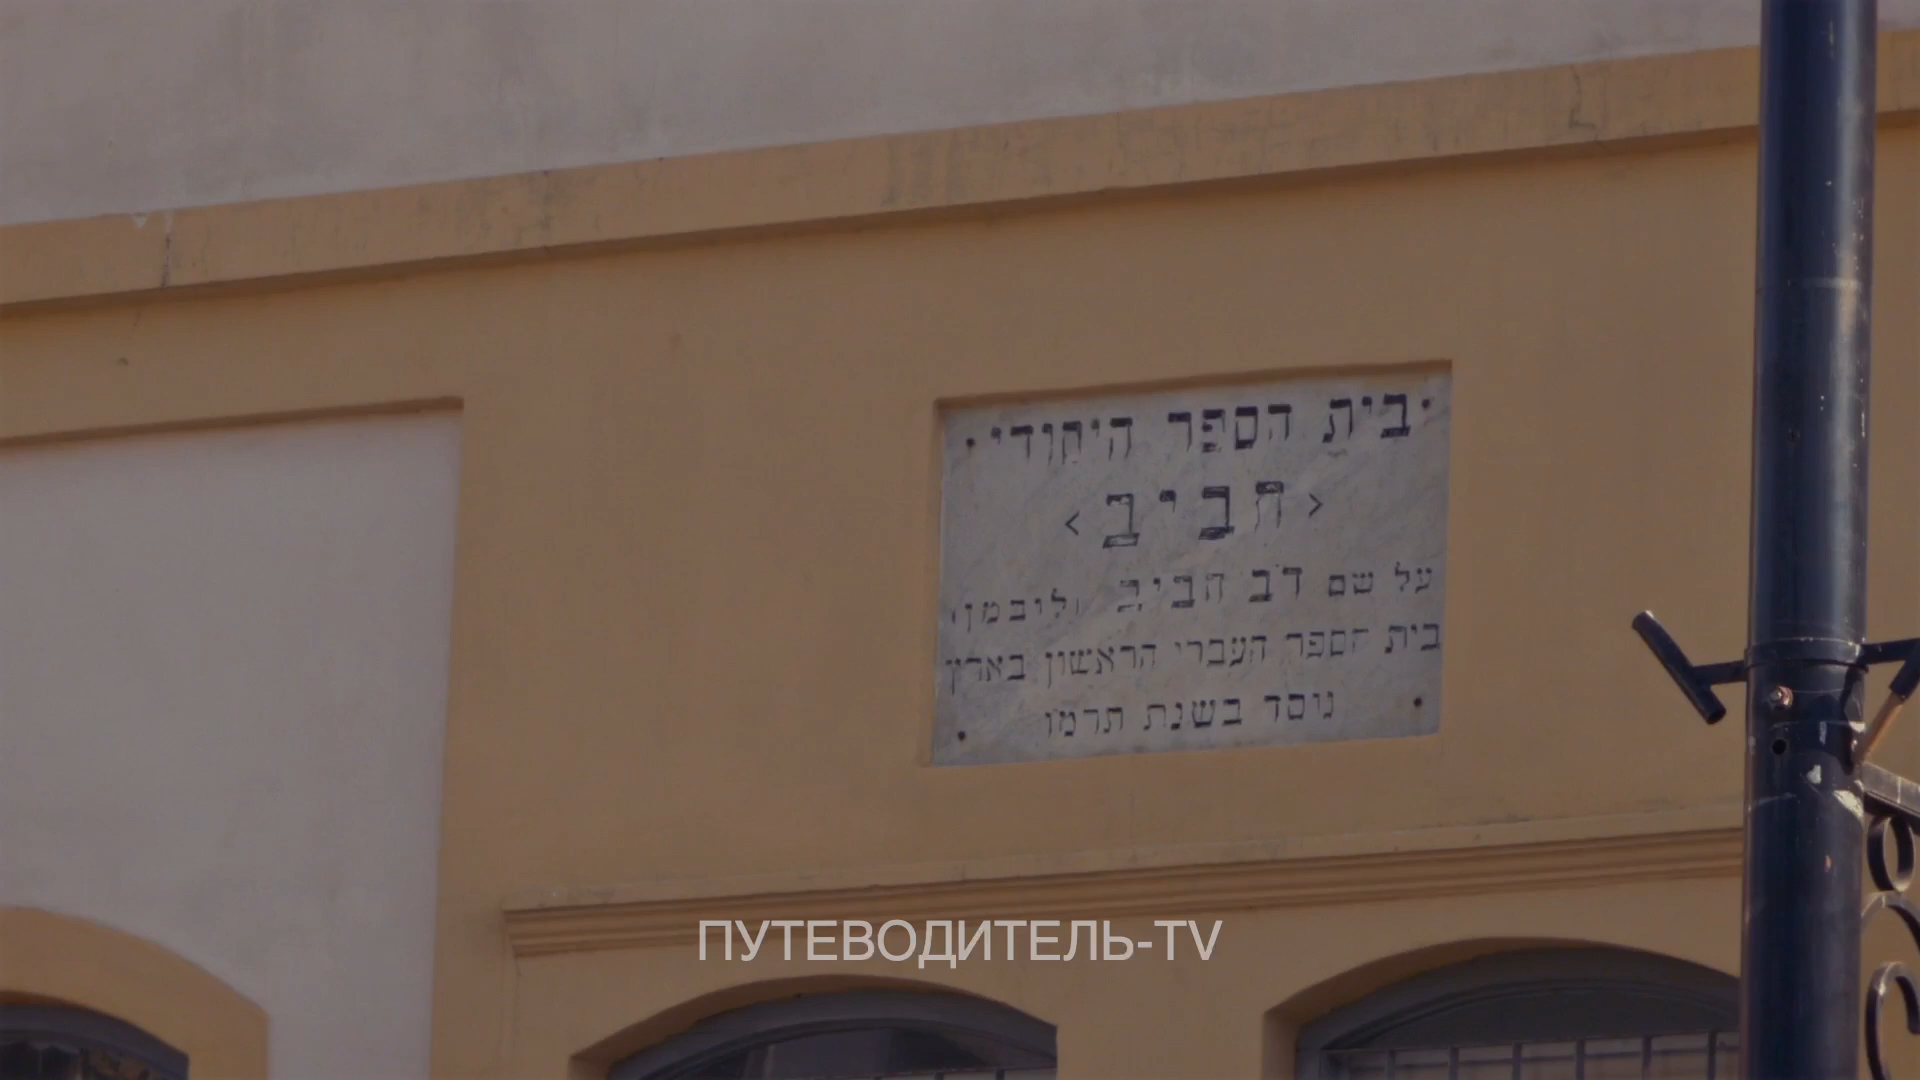 בית הספר היהודי
<חביב>
על שם דב חביב (ליבמן)
בית הספר העברי הראשון בארץ
נוסד בשנת תרמו
ПУТЕВОДИТЕЛЬ-TV